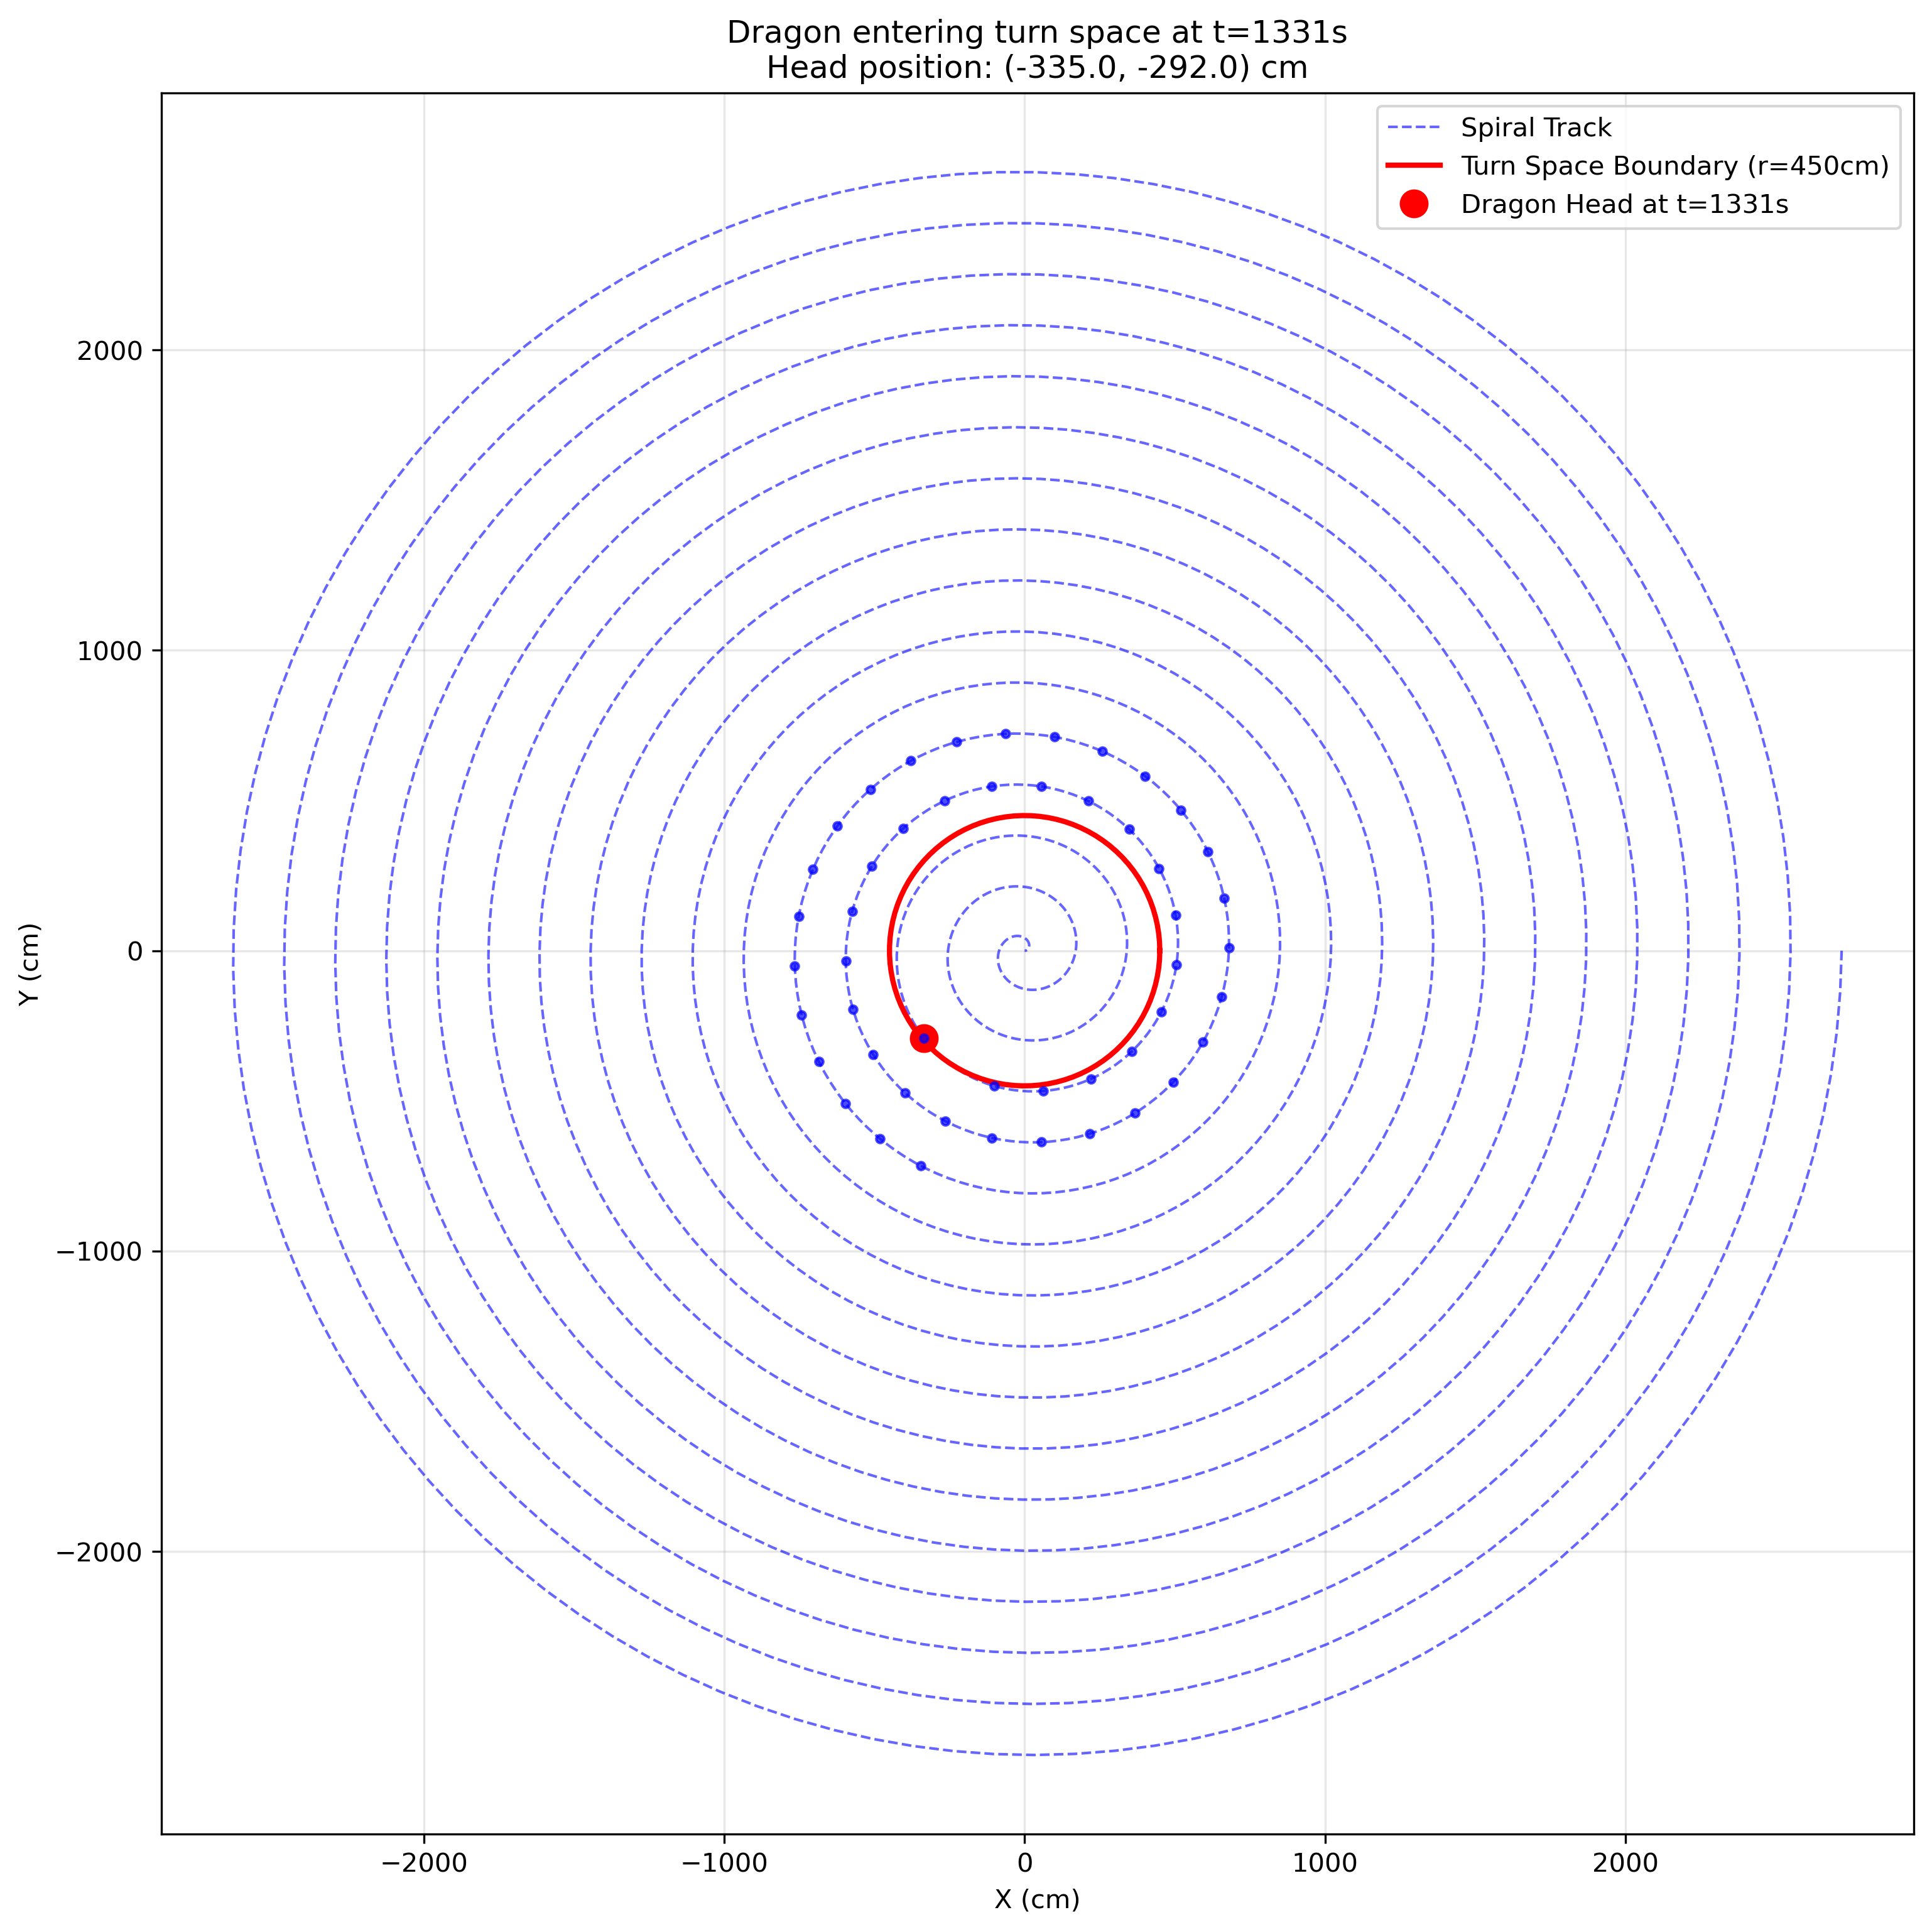 Dragon entering turn space at t=1331s
Head position: (-335.0, -292.0) cm
Spiral Track
Turn Space Boundary (r=450cm)
Dragon Head at t=1331s
2000
1000
0
−1000
−2000
Y (cm)
−2000
−1000
0
1000
2000
X (cm)